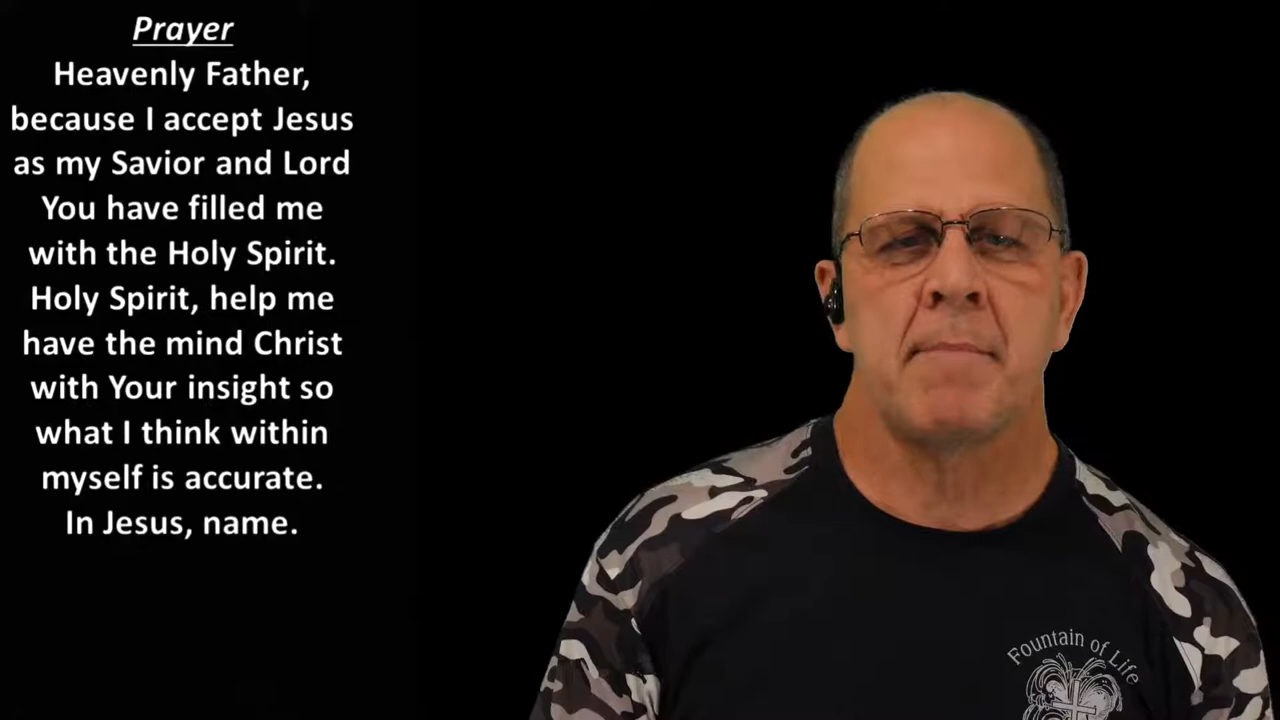 Prayer
Heavenly Father,
because I accept Jesus
as my Savior and Lord
You have filled me
with the Holy Spirit.
Holy Spirit, help me
have the mind Christ
with Your insight so
what I think within
myself is accurate.
In Jesus, name.
Fountain of Life